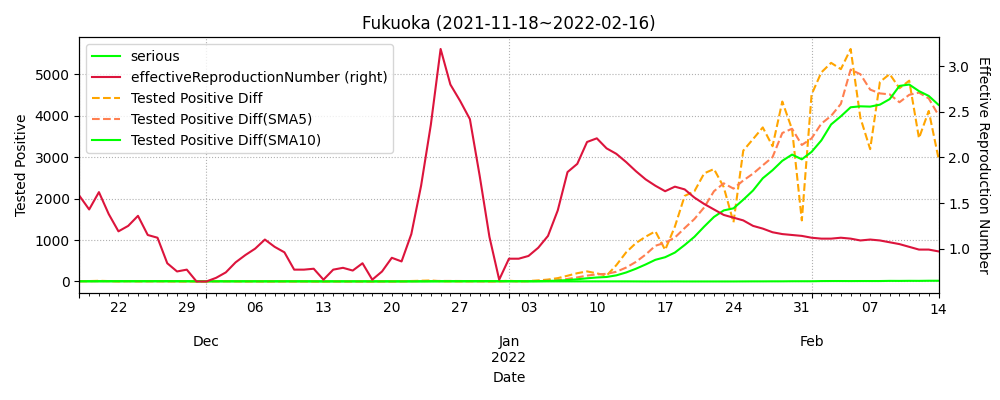 Fukuoka (2021-11-18~2022-02-16)
serious
effectiveReproductionNumber (right)
Tested Positive Diff
Tested Positive Diff(SMA5)
Tested Positive Diff(SMA10)
Tested Positive
5000
4000
3000
2000
1000
0
Effective Reproduction Number
3.0
2.5
2.0
1.5
1.0
22 29 06 13 20 27 03 10 17 24 31 07 14
Dec Jan Feb
2022
Date